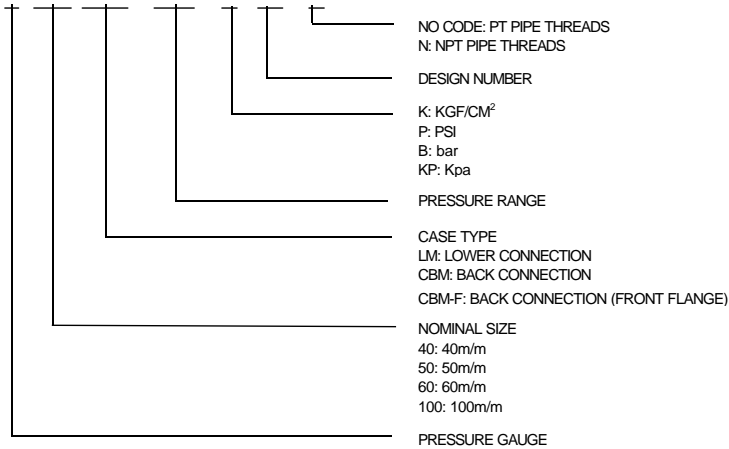 NO CODE: PT PIPE THREADS
N: NPT PIPE THREADS
DESIGN NUMBER
K: KGF/CM²
P: PSI
B: bar
KP: Kpa
PRESSURE RANGE
CASE TYPE
LM: LOWER CONNECTION
CBM: BACK CONNECTION
CBM-F: BACK CONNECTION (FRONT FLANGE)
NOMINAL SIZE
40: 40m/m
50: 50m/m
60: 60m/m
100: 100m/m
PRESSURE GAUGE